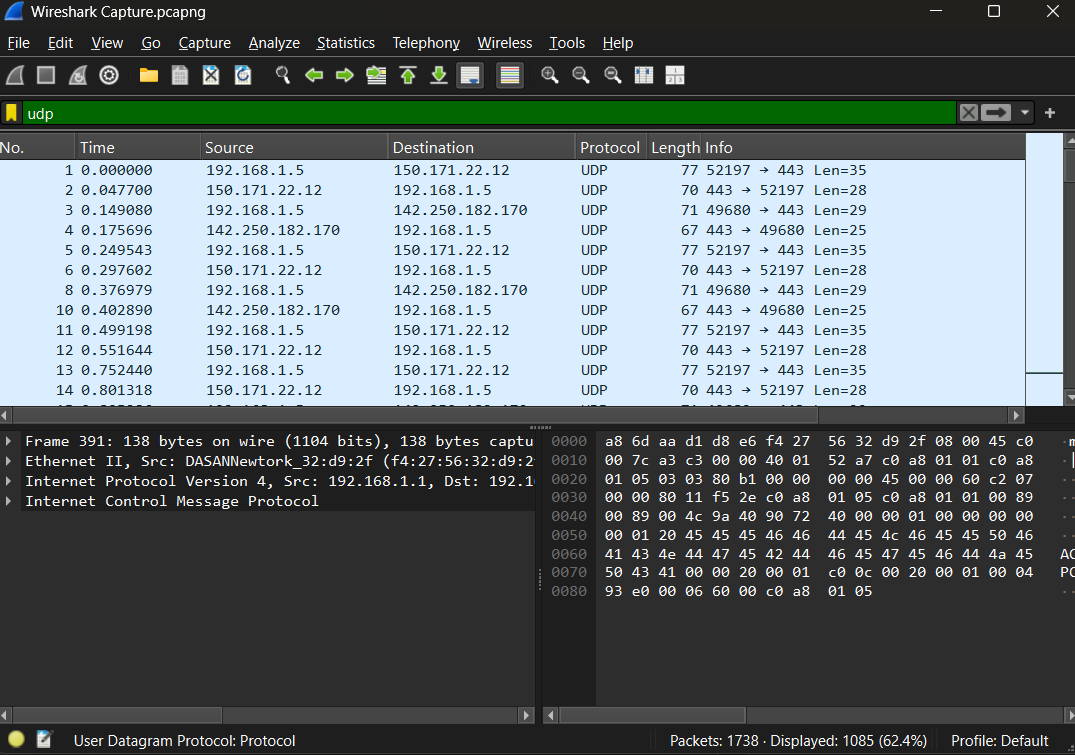 Wireshark Capture.pcapng
File Edit View Go Capture Analyze Statistics Telephony Wireless Tools Help
udp
No. Time Source Destination Protocol Length Info
1 0.000000 192.168.1.5 150.171.22.12 UDP 77 52197 → 443 Len=35
2 0.047700 150.171.22.12 192.168.1.5 UDP 70 443 → 52197 Len=28
3 0.149080 192.168.1.5 142.250.182.170 UDP 71 49680 → 443 Len=29
4 0.175696 142.250.182.170 192.168.1.5 UDP 67 443 → 49680 Len=25
5 0.249543 192.168.1.5 150.171.22.12 UDP 77 52197 → 443 Len=35
6 0.297602 150.171.22.12 192.168.1.5 UDP 70 443 → 52197 Len=28
8 0.376979 192.168.1.5 142.250.182.170 UDP 71 49680 → 443 Len=29
10 0.402890 142.250.182.170 192.168.1.5 UDP 67 443 → 49680 Len=25
11 0.499198 192.168.1.5 150.171.22.12 UDP 77 52197 → 443 Len=35
12 0.551644 150.171.22.12 192.168.1.5 UDP 70 443 → 52197 Len=28
13 0.752440 192.168.1.5 150.171.22.12 UDP 77 52197 → 443 Len=35
14 0.801318 150.171.22.12 192.168.1.5 UDP 70 443 → 52197 Len=28
Frame 391: 138 bytes on wire (1104 bits), 138 bytes captu
Ethernet II, Src: DASANNewtork_32:d9:2f (f4:27:56:32:d9:2
Internet Protocol Version 4, Src: 192.168.1.1, Dst: 192.1
Internet Control Message Protocol
0000 a8 6d aa d1 d8 e6 f4 27 56 32 d9 2f 08 00 45 c0
0010 00 7c a3 c3 00 00 40 01 52 a7 c0 a8 01 01 c0 a8
0020 01 05 03 03 80 b1 00 00 00 00 45 00 00 60 c2 07
0030 00 00 80 11 f5 2e c0 a8 01 05 c0 a8 01 01 00 89
0040 00 89 00 4c 9a 40 90 72 40 00 00 01 00 00 00 00
0050 00 01 20 45 45 45 46 46 44 45 4c 46 45 45 50 46
0060 41 43 4e 44 47 45 42 44 46 45 47 45 46 44 4a 45 AC
0070 50 43 41 00 00 20 00 01 c0 0c 00 20 00 01 00 04 PC
0080 93 e0 00 06 60 00 c0 a8 01 05
User Datagram Protocol: Protocol
Packets: 1738 · Displayed: 1085 (62.4%)
Profile: Default